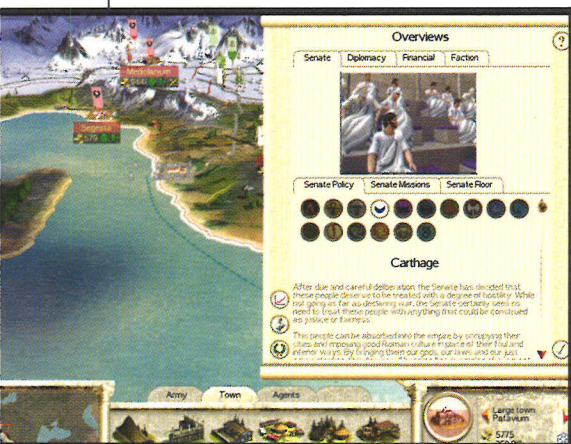 Overviews
Senate Diplomacy Financial Faction
Mediolanium
Segesta
579
Senate Policy Senate Missions Senate Floor
Carthage
After due and careful deliberation the Senate has decided that
these people deserve to be treated with a degree of hostility. While
not going as far as declaring war, the Senate certainly sees no
need to treat these people with anything that could be construed
as justice or fairness.
This people can be absorbed into the empire by occupying their
cities and imposing good Roman culture in place of their foul and
inferior ways. By bringing them our gods, our laws and our just
Army Town Agents
Large town
Patavium
5775